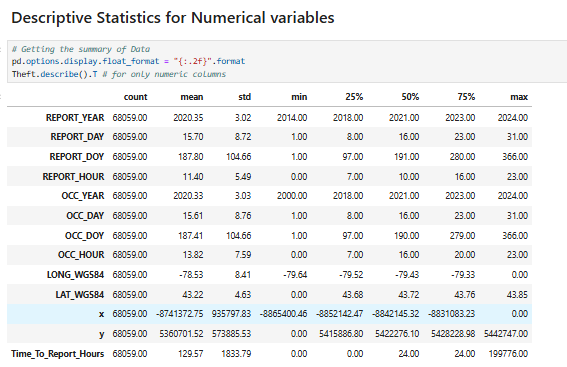 Descriptive Statistics for Numerical variables
# Getting the summary of Data
pd.options.display.float_format = "{:.2f}".format
Theft.describe().T # for only numeric columns
count mean std min 25% 50% 75% max
REPORT_YEAR 68059.00 2020.35 3.02 2014.00 2018.00 2021.00 2023.00 2024.00
REPORT_DAY 68059.00 15.70 8.72 1.00 8.00 16.00 23.00 31.00
REPORT_DOY 68059.00 187.80 104.66 1.00 97.00 191.00 280.00 366.00
REPORT_HOUR 68059.00 11.40 5.49 0.00 7.00 10.00 16.00 23.00
OCC_YEAR 68059.00 2020.33 3.03 2000.00 2018.00 2021.00 2023.00 2024.00
OCC_DAY 68059.00 15.61 8.76 1.00 8.00 16.00 23.00 31.00
OCC_DOY 68059.00 187.41 104.66 1.00 97.00 190.00 279.00 366.00
OCC_HOUR 68059.00 13.82 7.59 0.00 7.00 16.00 20.00 23.00
LONG_WGS84 68059.00 -78.53 8.41 -79.64 -79.52 -79.43 -79.33 0.00
LAT_WGS84 68059.00 43.22 4.63 0.00 43.68 43.72 43.76 43.85
x 68059.00 -8741372.75 935797.83 -8865400.46 -8852142.47 -8842145.32 -8831083.23 0.00
y 68059.00 5360701.52 573885.53 0.00 5415886.80 5422276.10 5428228.98 5442747.00
Time_To_Report_Hours 68059.00 129.57 1833.79 0.00 0.00 24.00 24.00 199776.00